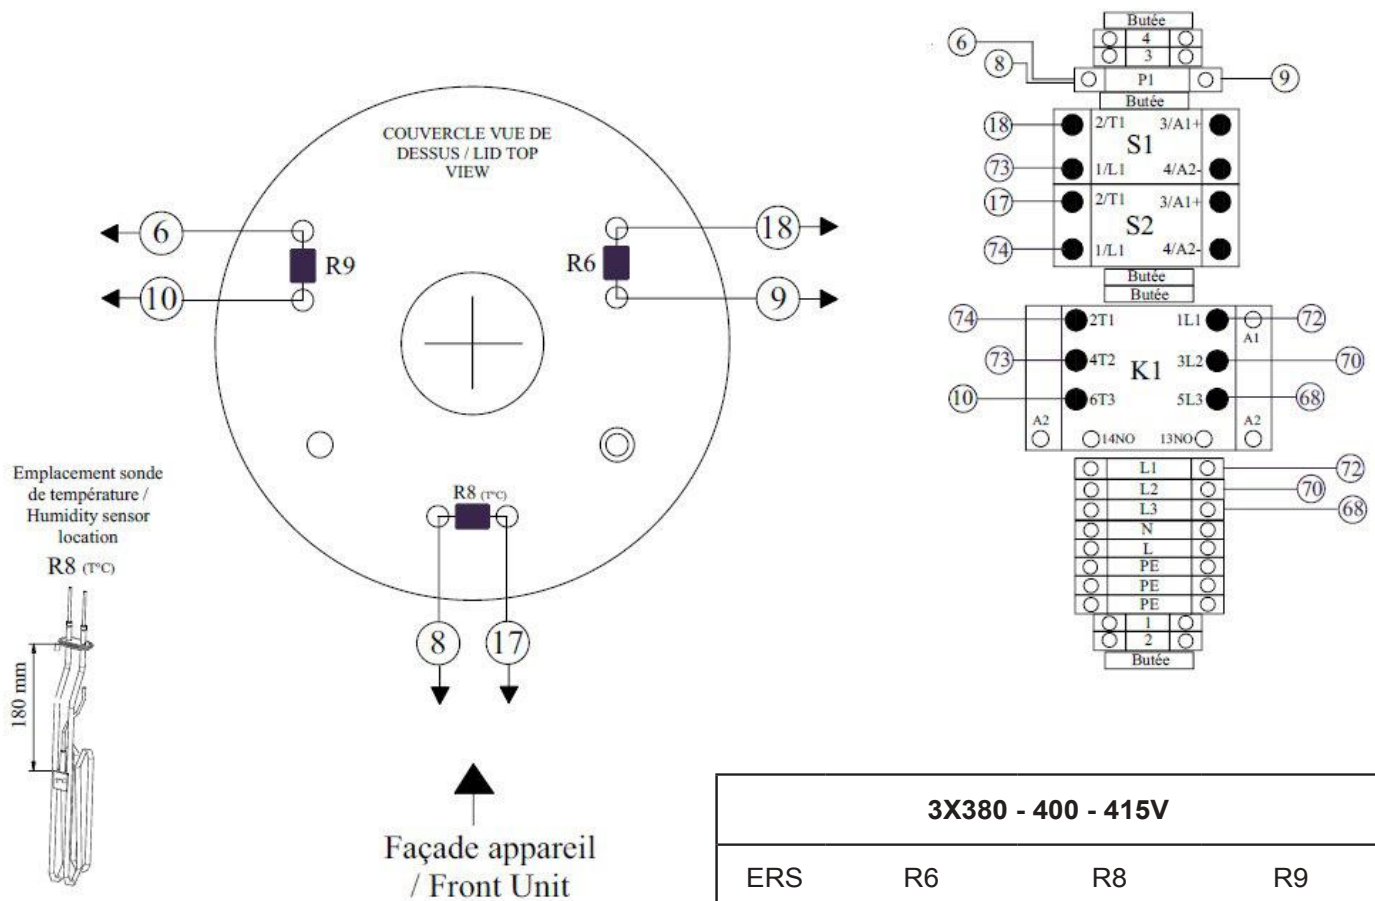 COUVERCLE VUE DE
DESSUS / LID TOP
VIEW
6
10
R9
R6
18
9
R8 (T°C)
8
17
Façade appareil
/ Front Unit
Emplacement sonde
de température /
Humidity sensor
location
R8 (T°C)
180 mm
Butée
4
3
6
8
P1
9
Butée
18
2/T1
3/A1+
S1
73
1/L1
4/A2-
17
2/T1
3/A1+
S2
74
1/L1
4/A2-
Butée
Butée
74
2T1
1L1
72
A1
73
4T2
K1
3L2
70
10
6T3
5L3
68
A2
14NO
13NO
A2
L1
72
L2
70
L3
68
N
L
PE
PE
PE
1
2
Butée
3X380 - 400 - 415V
ERS R6 R8 R9